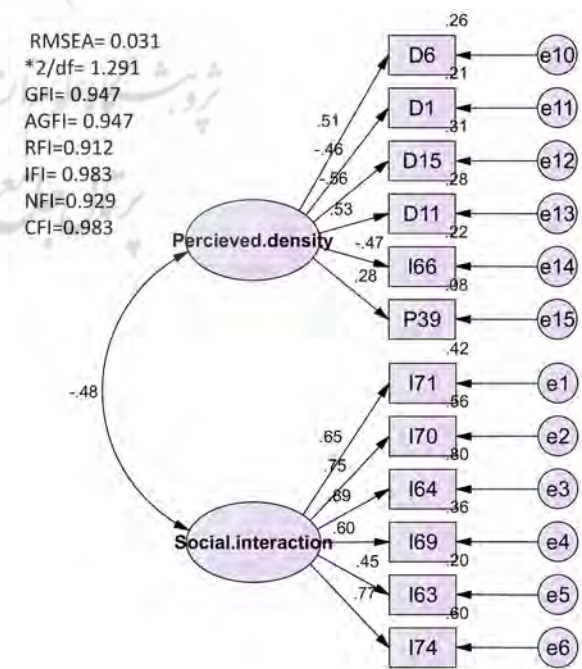 RMSEA= 0.031
*2/df= 1.291
GFI= 0.947
AGFI= 0.947
RFI=0.912
IFI= 0.983
NFI=0.929
CFI=0.983
.26
D6
e10
.21
D1
e11
.51
.31
-.46
D15
e12
-.56
.28
.53
D11
e13
.22
Percieved.density
-.47
I66
e14
.28
.08
P39
e15
.42
I71
e1
-.48
.56
.65
I70
e2
.75
.80
.89
I64
e3
.36
.60
Social.interaction
I69
e4
.20
.45
I63
e5
.77
.60
I74
e6